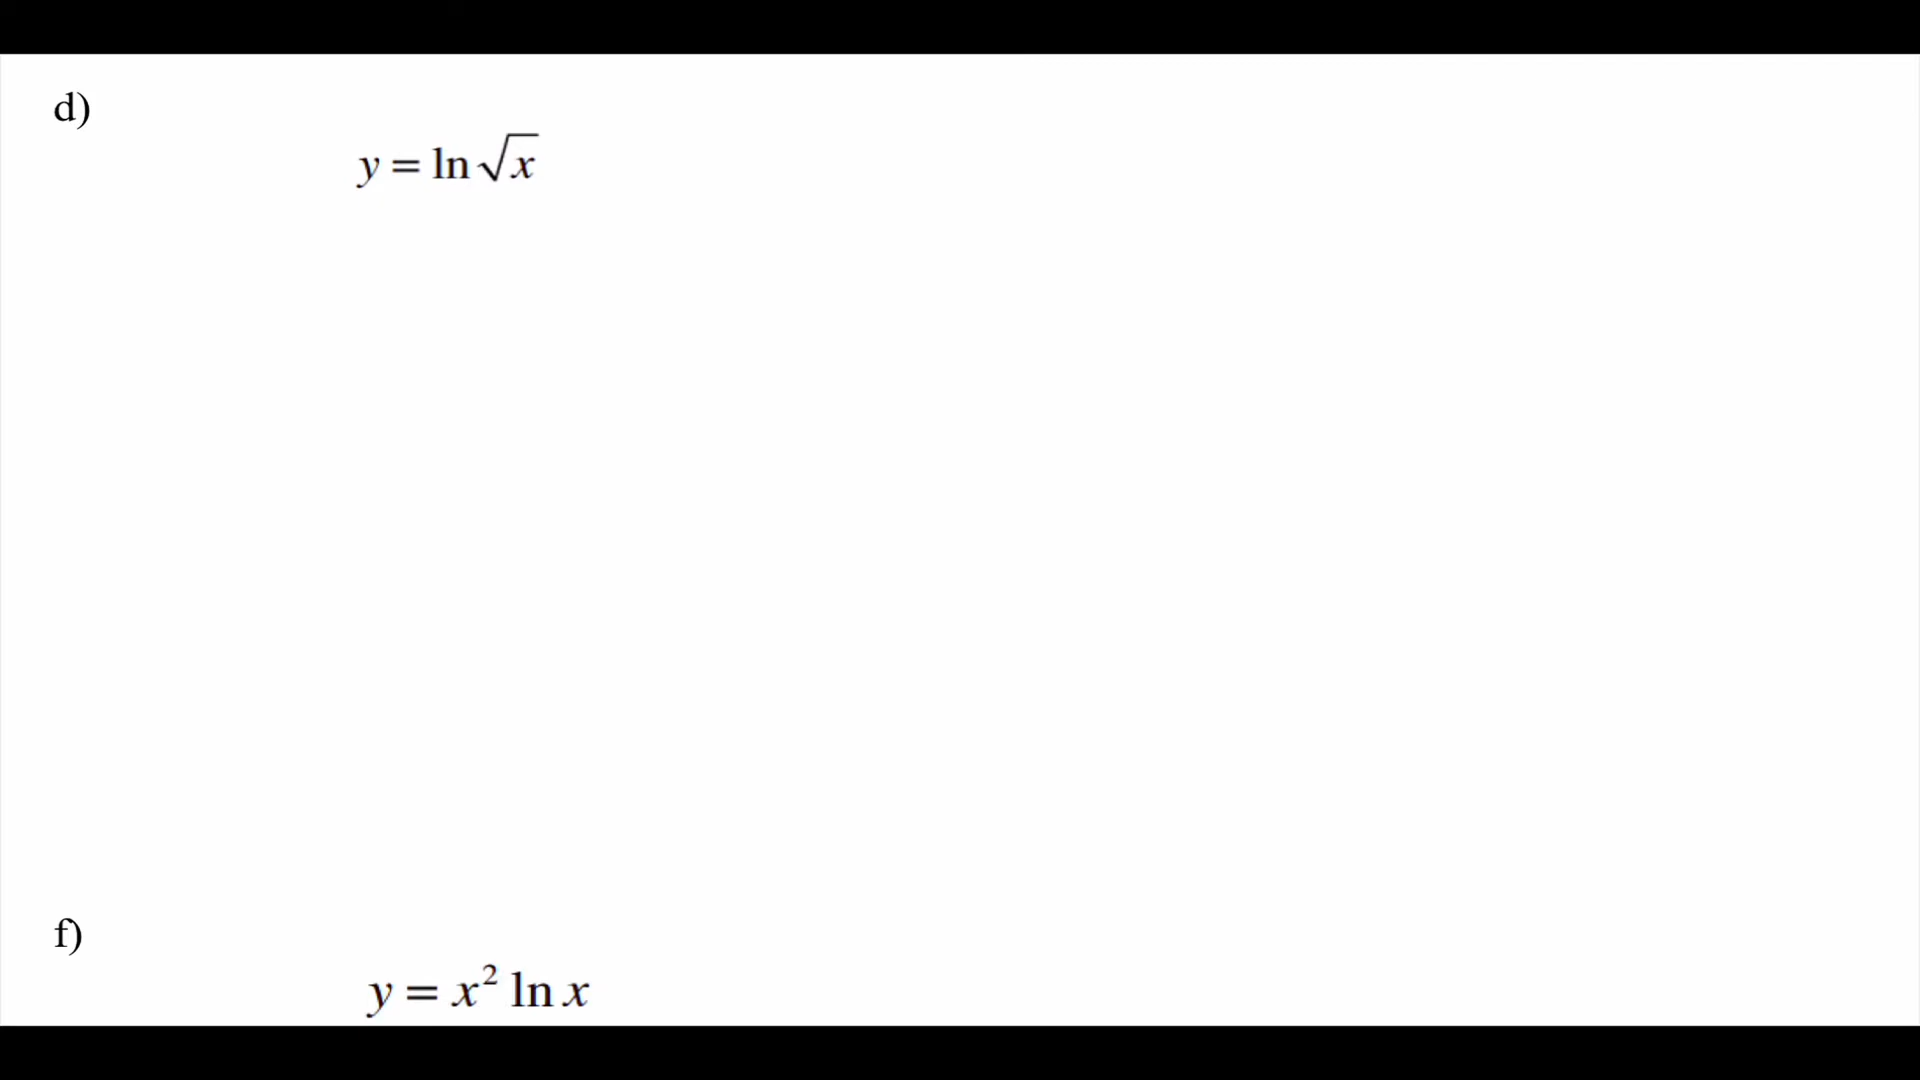 d)
y = ln √x
f)
y = x² ln x